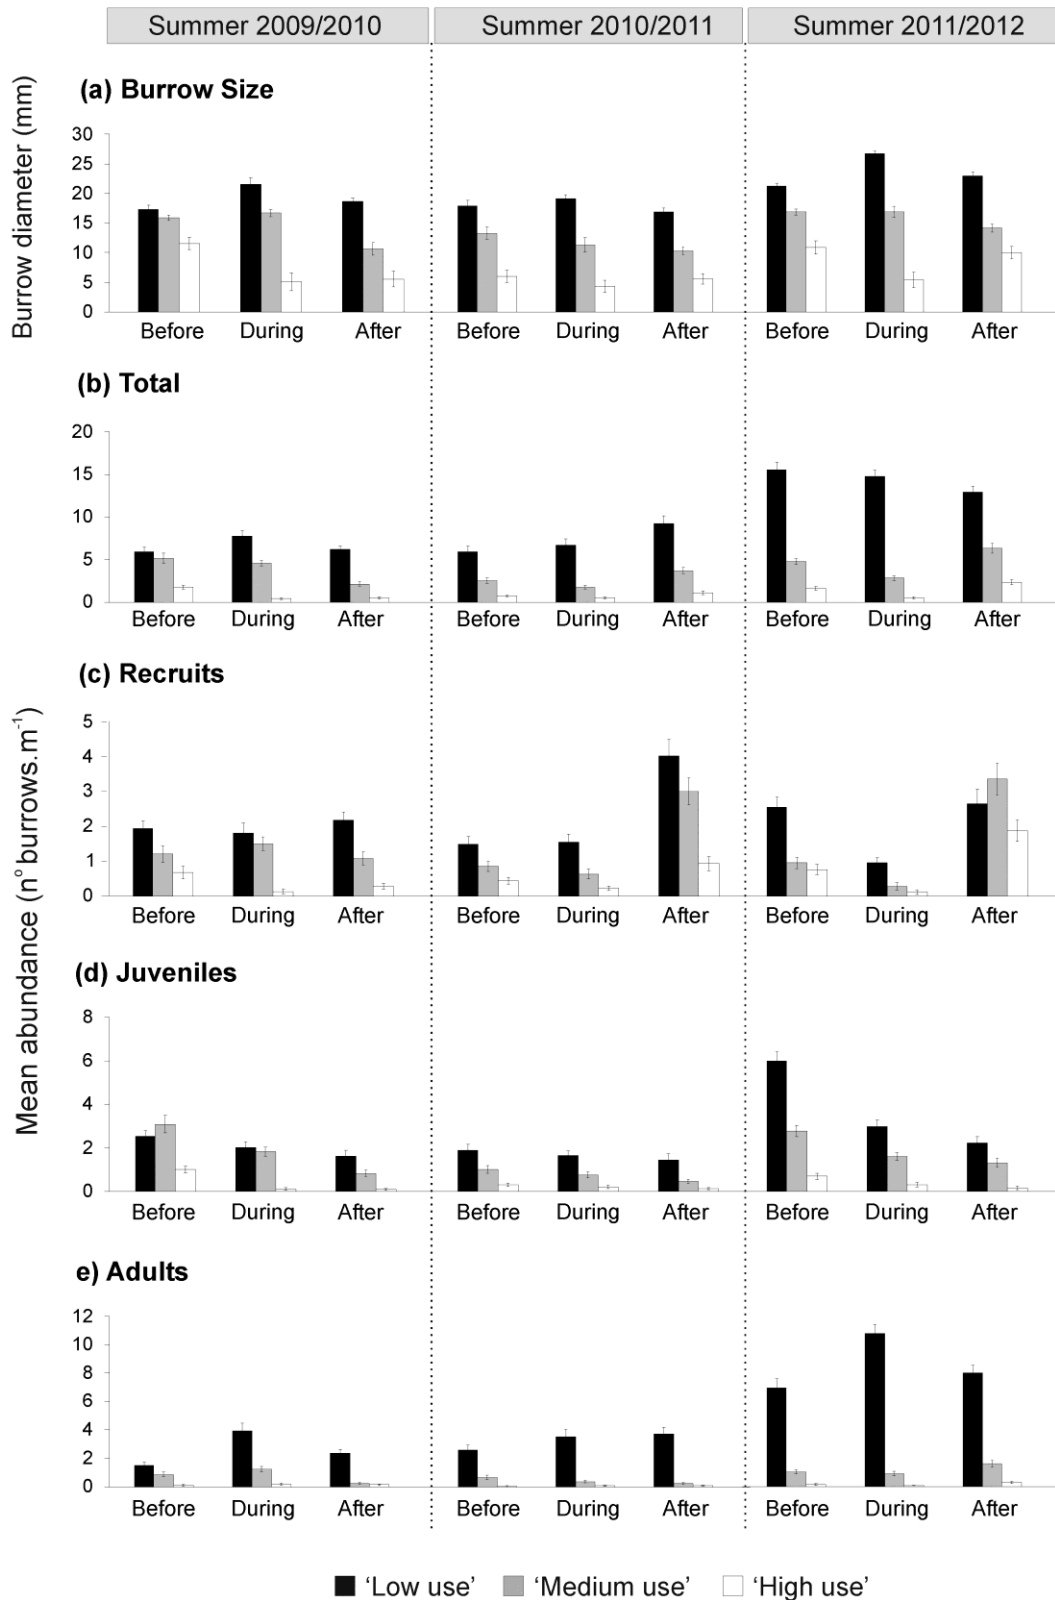 Summer 2009/2010 Summer 2010/2011 Summer 2011/2012
Burrow diameter (mm)
(a) Burrow Size
30
25
20
15
10
5
0
Before During After Before During After Before During After
(b) Total
20
15
10
5
0
Before During After Before During After Before During After
Mean abundance (nº burrows.m⁻¹)
(c) Recruits
5
4
3
2
1
0
Before During After Before During After Before During After
(d) Juveniles
8
6
4
2
0
Before During After Before During After Before During After
e) Adults
12
10
8
6
4
2
0
Before During After Before During After Before During After
‘Low use’ ‘Medium use’ ‘High use’